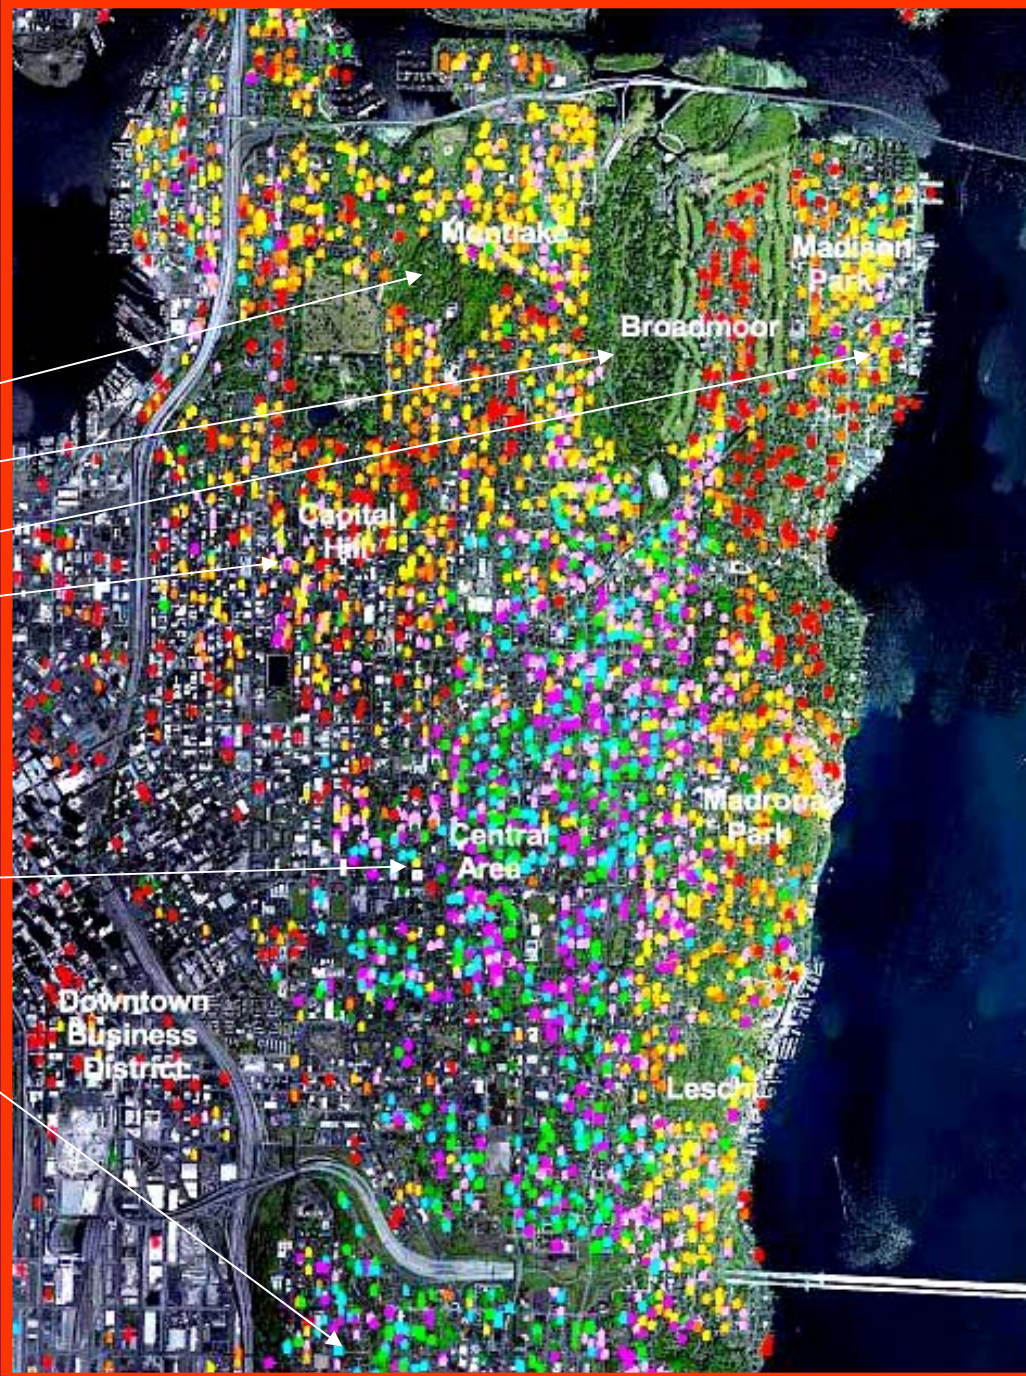 Montlake
Madison
Park
Broadmoor
Capital
Hill
Madrona
Park
Central
Area
Downtown
Business
District
Leschi